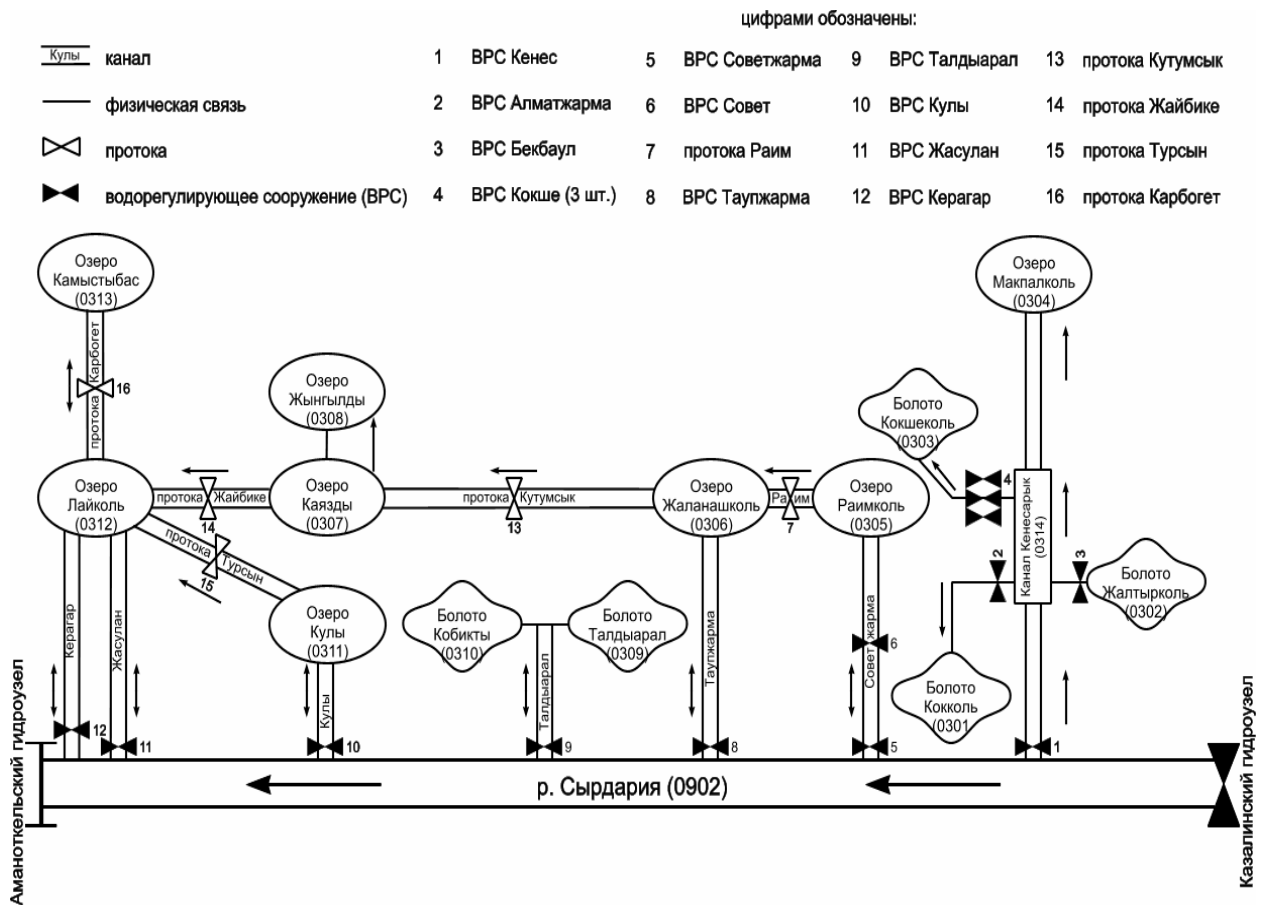 цифрами обозначены:
Кулы канал
физическая связь
протока
водорегулирующее сооружение (ВРС)
1 ВРС Кенес
2 ВРС Алматжарма
3 ВРС Бекбаул
4 ВРС Кокше (3 шт.)
5 ВРС Советжарма
6 ВРС Совет
7 протока Раим
8 ВРС Таупжарма
9 ВРС Талдыарал
10 ВРС Кулы
11 ВРС Жасулан
12 ВРС Керагар
13 протока Кутумсык
14 протока Жайбике
15 протока Турсын
16 протока Карбогет
Озеро
Камыстыбас
(0313)
протока Карбогет
16
Озеро
Макпалколь
(0304)
Озеро
Жынгылды
(0308)
Болото
Кокшеколь
(0303)
4
Озеро
Лайколь
(0312)
протока Жайбике
14
Озеро
Каязды
(0307)
протока Кутумсык
13
Озеро
Жаланашколь
(0306)
Раим
7
Озеро
Раимколь
(0305)
Канал Кенесарык
(0314)
2
3
Болото
Жалтырколь
(0302)
протока Турсын
15
Озеро
Кулы
(0311)
Болото
Кобикты
(0310)
Болото
Талдыарал
(0309)
Болото
Кокколь
(0301
Керагар
12
Жасулан
11
Кулы
10
Талдыарал
9
Таупжарма
8
Совет жарма
6
5
1
р. Сырдария (0902)
Аманоткельский гидроузел
Казалинский гидроузел